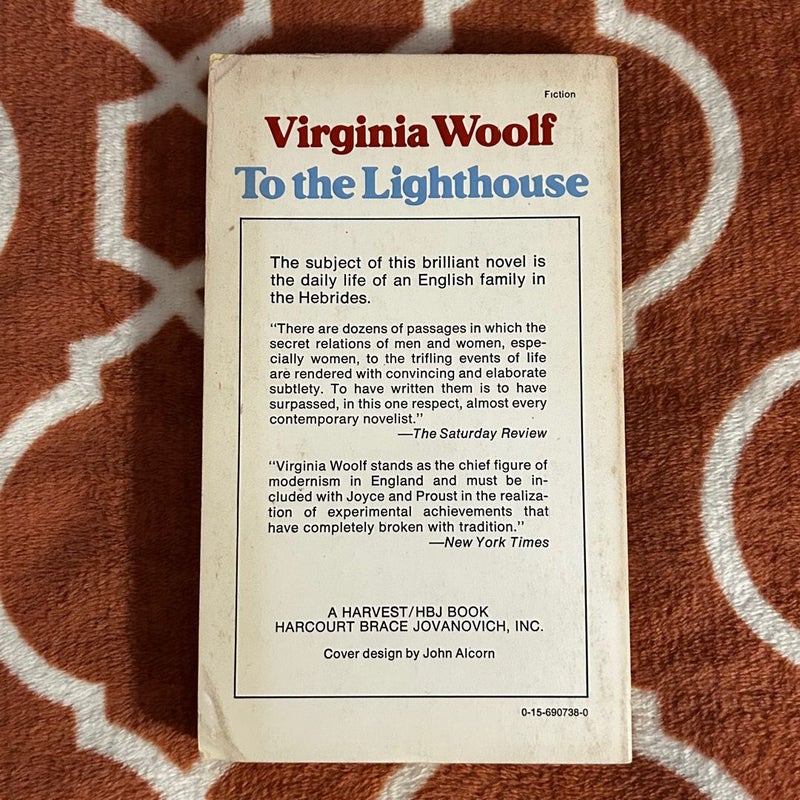 Fiction
Virginia Woolf
To the Lighthouse
The subject of this brilliant novel is
the daily life of an English family in
the Hebrides.
"There are dozens of passages in which the
secret relations of men and women, espe-
cially women, to the trifling events of life
are rendered with convincing and elaborate
subtlety. To have written them is to have
surpassed, in this one respect, almost every
contemporary novelist."
—The Saturday Review
"Virginia Woolf stands as the chief figure of
modernism in England and must be in-
cluded with Joyce and Proust in the realiza-
tion of experimental achievements that
have completely broken with tradition."
—New York Times
A HARVEST/HBJ BOOK
HARCOURT BRACE JOVANOVICH, INC.
Cover design by John Alcorn
0-15-690738-0